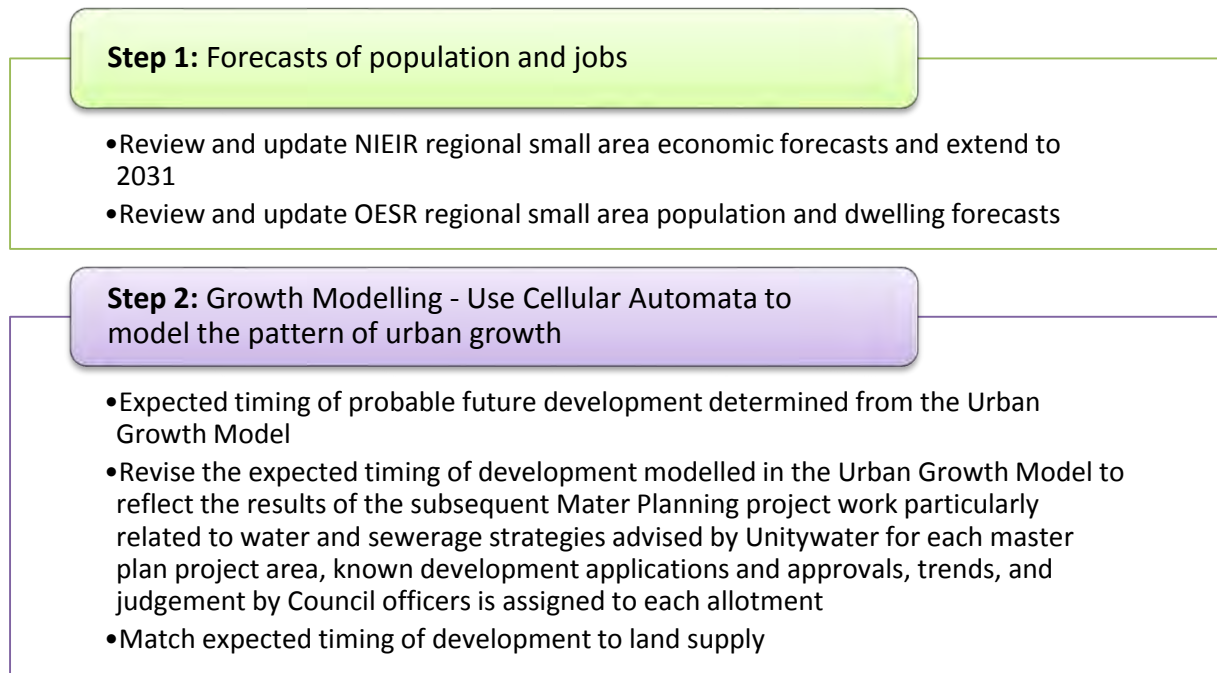 Step 1: Forecasts of population and jobs
•Review and update NIEIR regional small area economic forecasts and extend to
2031
•Review and update OESR regional small area population and dwelling forecasts
Step 2: Growth Modelling - Use Cellular Automata to
model the pattern of urban growth
•Expected timing of probable future development determined from the Urban
Growth Model
•Revise the expected timing of development modelled in the Urban Growth Model to
reflect the results of the subsequent Mater Planning project work particularly
related to water and sewerage strategies advised by Unitywater for each master
plan project area, known development applications and approvals, trends, and
judgement by Council officers is assigned to each allotment
•Match expected timing of development to land supply